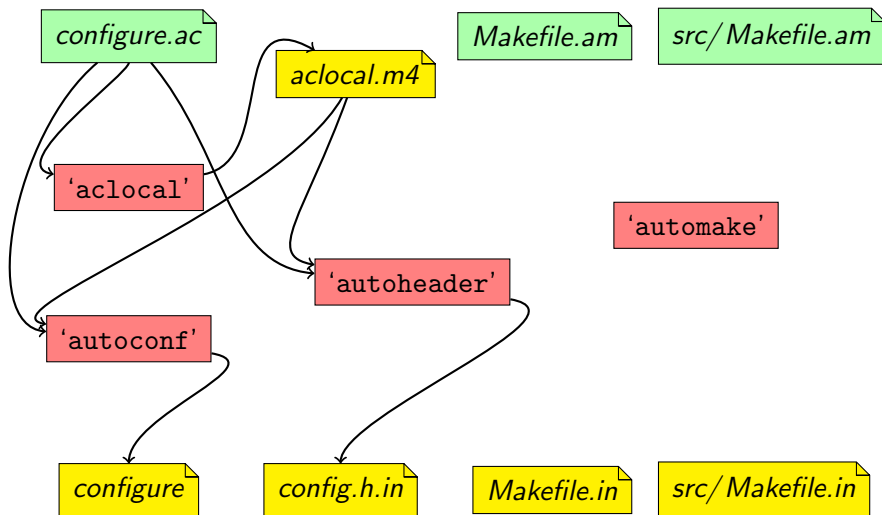 configure.ac
aclocal.m4
Makefile.am
src/Makefile.am
‘aclocal’
‘automake’
‘autoheader’
‘autoconf’
configure
config.h.in
Makefile.in
src/Makefile.in